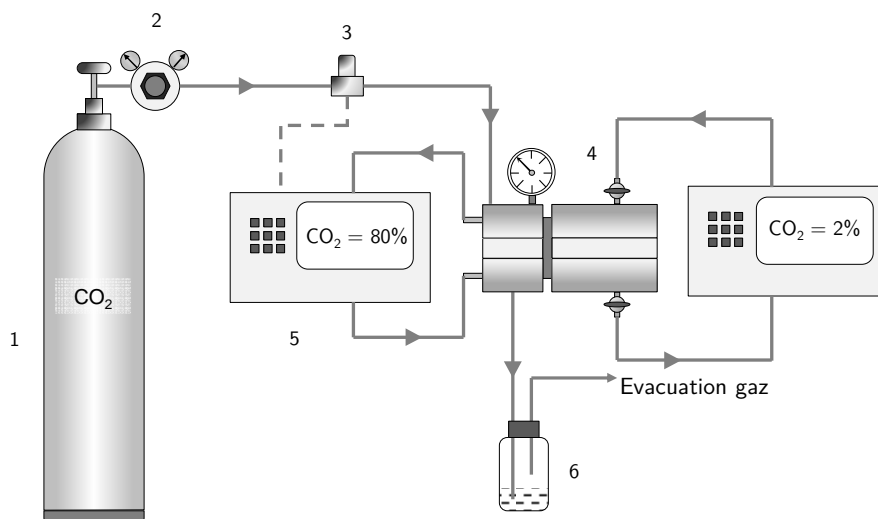 2
3
4
CO₂ = 80%
CO₂ = 2%
CO₂
1
5
Evacuation gaz
6